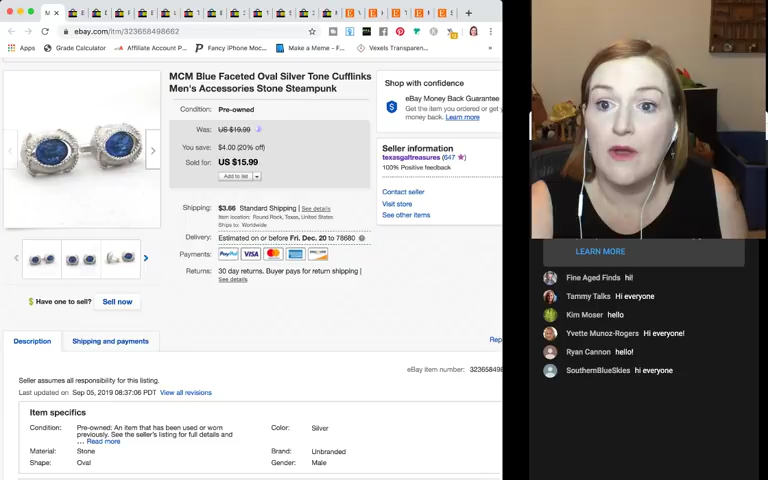 M
ebay.com/itm/323658498662
Apps
Grade Calculator
Affiliate Account P...
Fancy iPhone Moc...
Make a Meme - F...
Vexels Transparen...
MCM Blue Faceted Oval Silver Tone Cufflinks
Men's Accessories Stone Steampunk
Condition: Pre-owned
Was: US $19.99
You save: $4.00 (20% off)
Sold for: US $15.99
Add to list
Shipping: $3.66 Standard Shipping | See details
Item location: Round Rock, Texas, United States
Ships to: Worldwide
Delivery: Estimated on or before Fri. Dec. 20 to 78680
Payments: PayPal VISA
Returns: 30 day returns. Buyer pays for return shipping |
See details
Shop with confidence
eBay Money Back Guarantee
Get the item you ordered or get y
money back. Learn more
Seller information
texasgaltreasures (647 )
100% Positive feedback
Contact seller
Visit store
See other items
$ Have one to sell? Sell now
Description
Shipping and payments
Rep
eBay item number: 323658498
Seller assumes all responsibility for this listing.
Last updated on Sep 05, 2019 08:37:06 PDT View all revisions
Item specifics
Condition: Pre-owned: An item that has been used or worn
previously. See the seller's listing for full details and
... Read more
Color: Silver
Material: Stone
Brand: Unbranded
Shape: Oval
Gender: Male
LEARN MORE
Fine Aged Finds hi!
Tammy Talks Hi everyone
Kim Moser hello
Yvette Munoz-Rogers Hi everyone!
Ryan Cannon hello!
SouthernBlueSkies hi everyone